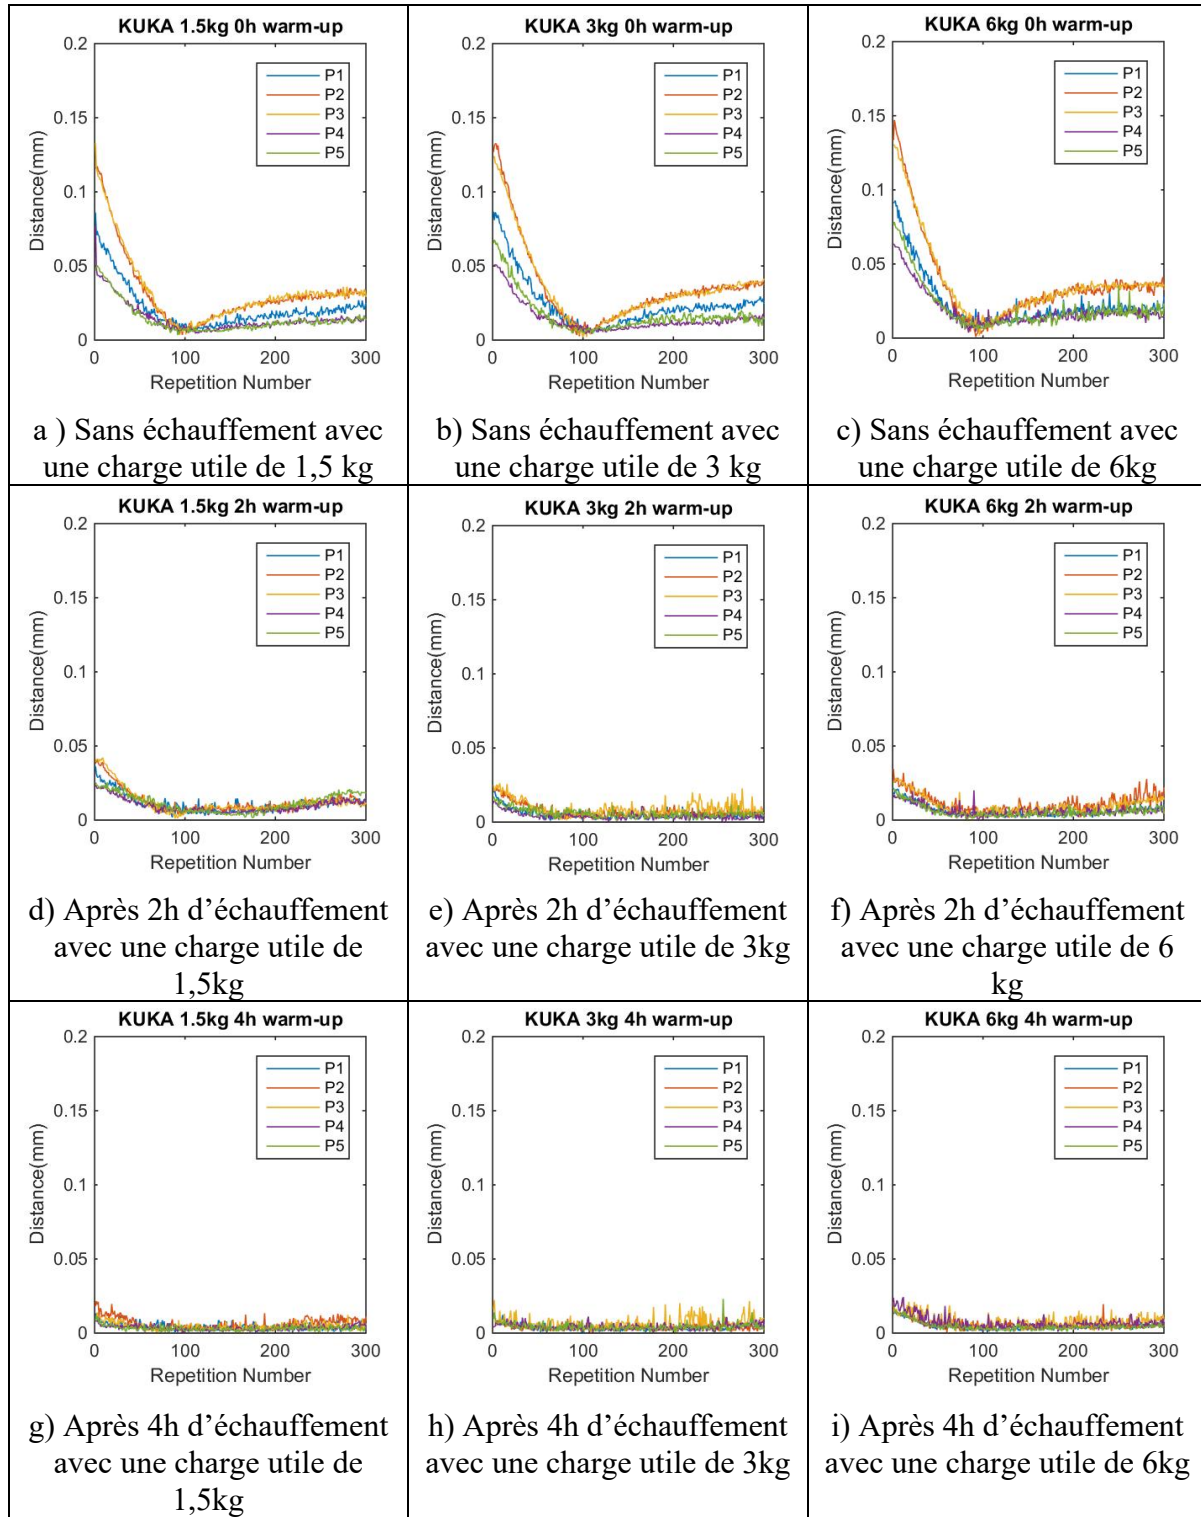 KUKA 1.5kg 0h warm-up
0.2
0.15
0.1
0.05
0
Distance(mm)
P1
P2
P3
P4
P5
0 100 200 300
Repetition Number
a ) Sans échauffement avec
une charge utile de 1,5 kg
KUKA 3kg 0h warm-up
0.2
0.15
0.1
0.05
0
Distance(mm)
P1
P2
P3
P4
P5
0 100 200 300
Repetition Number
b) Sans échauffement avec
une charge utile de 3 kg
KUKA 6kg 0h warm-up
0.2
0.15
0.1
0.05
0
Distance(mm)
P1
P2
P3
P4
P5
0 100 200 300
Repetition Number
c) Sans échauffement avec
une charge utile de 6kg
KUKA 1.5kg 2h warm-up
0.2
0.15
0.1
0.05
0
Distance(mm)
P1
P2
P3
P4
P5
0 100 200 300
Repetition Number
d) Après 2h d’échauffement
avec une charge utile de
1,5kg
KUKA 3kg 2h warm-up
0.2
0.15
0.1
0.05
0
Distance(mm)
P1
P2
P3
P4
P5
0 100 200 300
Repetition Number
e) Après 2h d’échauffement
avec une charge utile de 3kg
KUKA 6kg 2h warm-up
0.2
0.15
0.1
0.05
0
Distance(mm)
P1
P2
P3
P4
P5
0 100 200 300
Repetition Number
f) Après 2h d’échauffement
avec une charge utile de 6
kg
KUKA 1.5kg 4h warm-up
0.2
0.15
0.1
0.05
0
Distance(mm)
P1
P2
P3
P4
P5
0 100 200 300
Repetition Number
g) Après 4h d’échauffement
avec une charge utile de
1,5kg
KUKA 3kg 4h warm-up
0.2
0.15
0.1
0.05
0
Distance(mm)
P1
P2
P3
P4
P5
0 100 200 300
Repetition Number
h) Après 4h d’échauffement
avec une charge utile de 3kg
KUKA 6kg 4h warm-up
0.2
0.15
0.1
0.05
0
Distance(mm)
P1
P2
P3
P4
P5
0 100 200 300
Repetition Number
i) Après 4h d’échauffement
avec une charge utile de 6kg